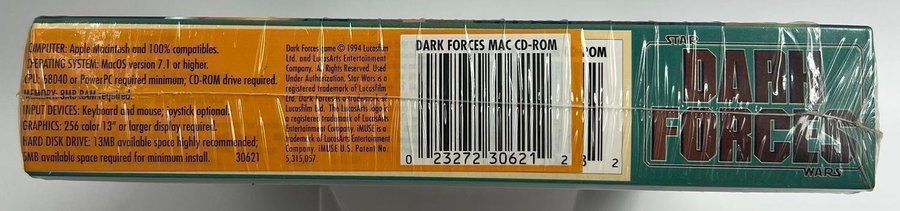 COMPUTER: Apple Macintosh and 100% compatibles.
OPERATING SYSTEM: MacOS version 7.1 or higher.
CPU: 68040 or PowerPC required minimum; CD-ROM drive required.
MEMORY: 8MB RAM required.
INPUT DEVICES: Keyboard and mouse; joystick optional.
GRAPHICS: 256 color 13" or larger display required.
HARD DISK DRIVE: 13MB available space highly recommended;
5MB available space required for minimum install. 30621
Dark Forces game © 1994 Lucasfilm
Ltd. and LucasArts Entertainment
Company. All Rights Reserved. Used
Under Authorization. Star Wars is a
registered trademark of Lucasfilm
Ltd. Dark Forces is a trademark of
Lucasfilm Ltd. The LucasArts logo is
a registered trademark of LucasArts
Entertainment Company. iMUSE is a
trademark of LucasArts Entertainment
Company. iMUSE U.S. Patent No.
5,315,057.
DARK FORCES MAC CD-ROM
0 23272 30621 2
ROM
2
STAR
DARK
FORCES
WARS